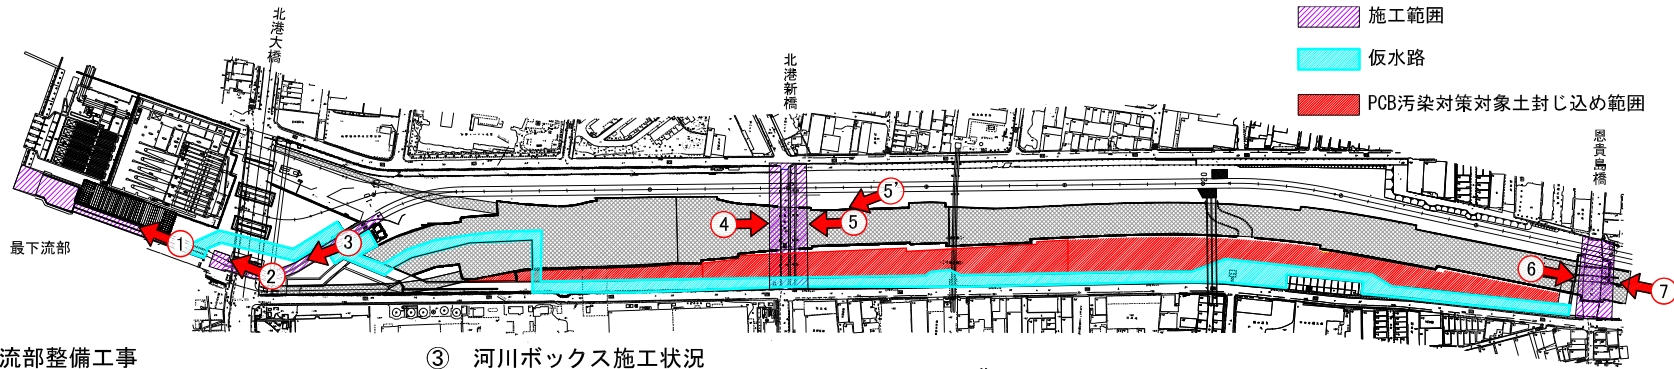 施工範囲
仮水路
PCB汚染対策対象土封じ込め範囲
北港大橋
北港新橋
恩貴島橋
最下流部
①
②
③
④
⑤
⑤'
⑥
⑦
流部整備工事
③ 河川ボックス施工状況